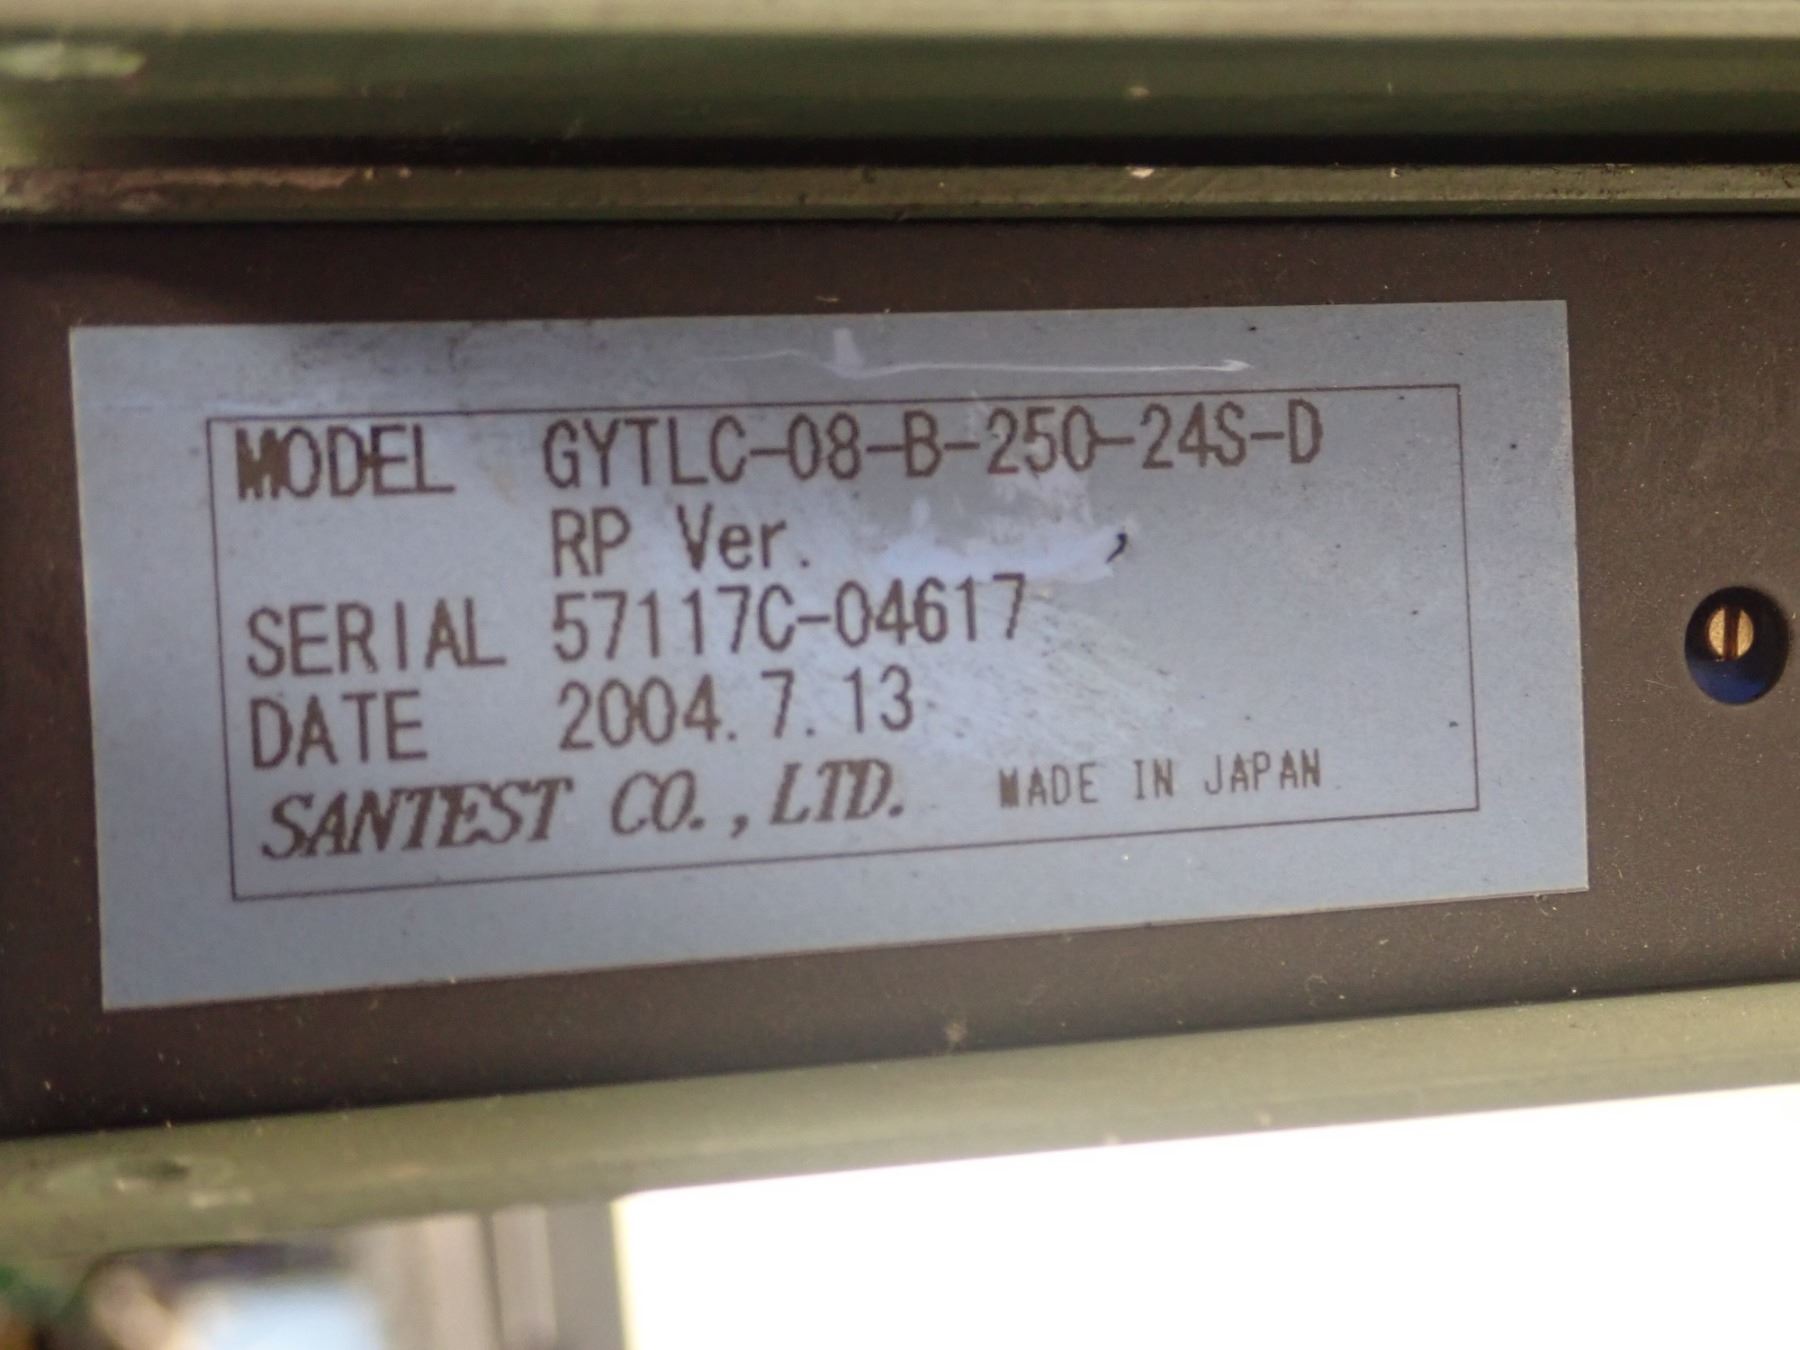 MODEL GYTLC-08-B-250-24S-D
RP Ver.
SERIAL 57117C-04617
DATE 2004.7.13
SANTEST CO.,LTD. MADE IN JAPAN